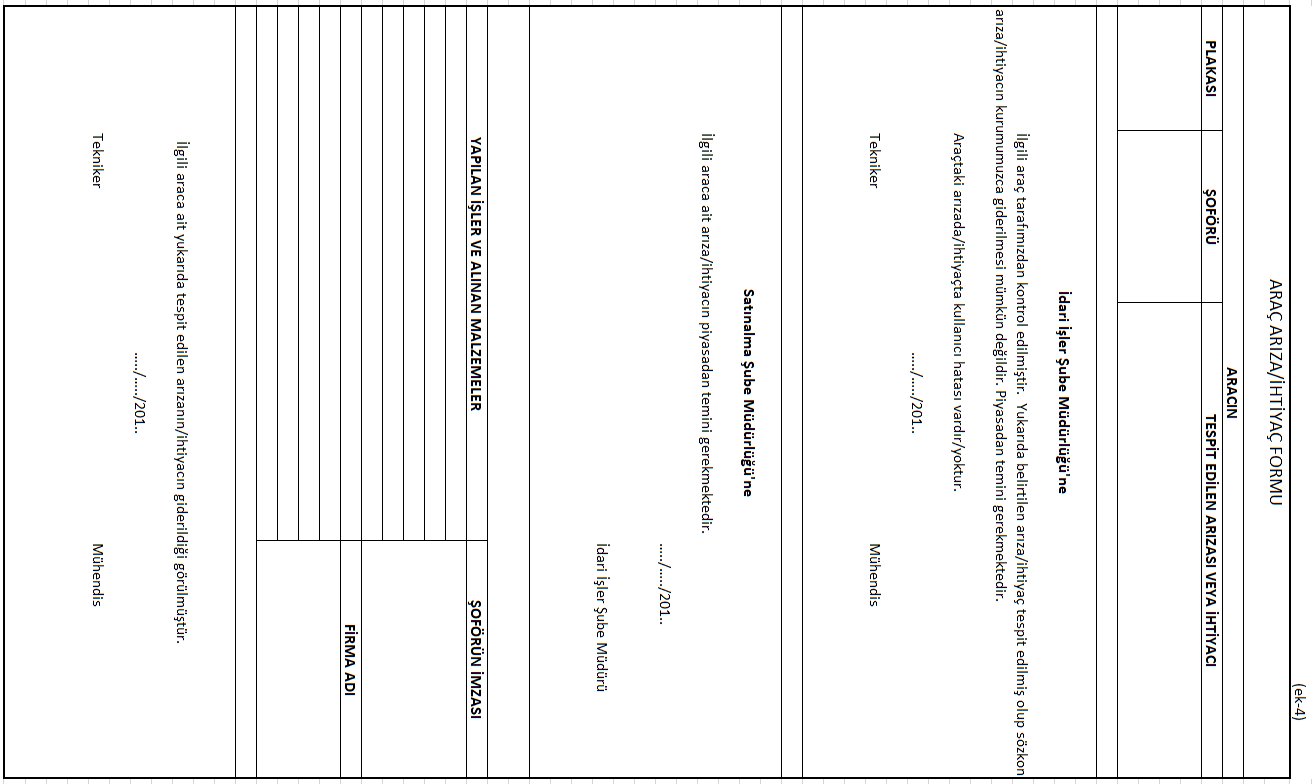 (ek-4)
ARAÇ ARIZA/İHTİYAÇ FORMU
ARACIN
PLAKASI ŞOFÖRÜ TESPİT EDİLEN ARIZASI VEYA İHTİYACI
İdari İşler Şube Müdürlüğü'ne
İlgili araç tarafımızdan kontrol edilmiştir. Yukarıda belirtilen arıza/ihtiyaç tespit edilmiş olup sözkon
arıza/ihtiyacın kurumumuzca giderilmesi mümkün değildir. Piyasadan temini gerekmektedir.
Araçtaki arızada/ihtiyaçta kullanıcı hatası vardır/yoktur.
...../...../201..
Tekniker Mühendis
Satınalma Şube Müdürlüğü'ne
İlgili araca ait arıza/ihtiyacın piyasadan temini gerekmektedir.
...../...../201..
İdari İşler Şube Müdürü
YAPILAN İŞLER VE ALINAN MALZEMELER ŞOFÖRÜN İMZASI
FİRMA ADI
İlgili araca ait yukarıda tespit edilen arızanın/ihtiyacın giderildiği görülmüştür.
...../...../201..
Tekniker Mühendis